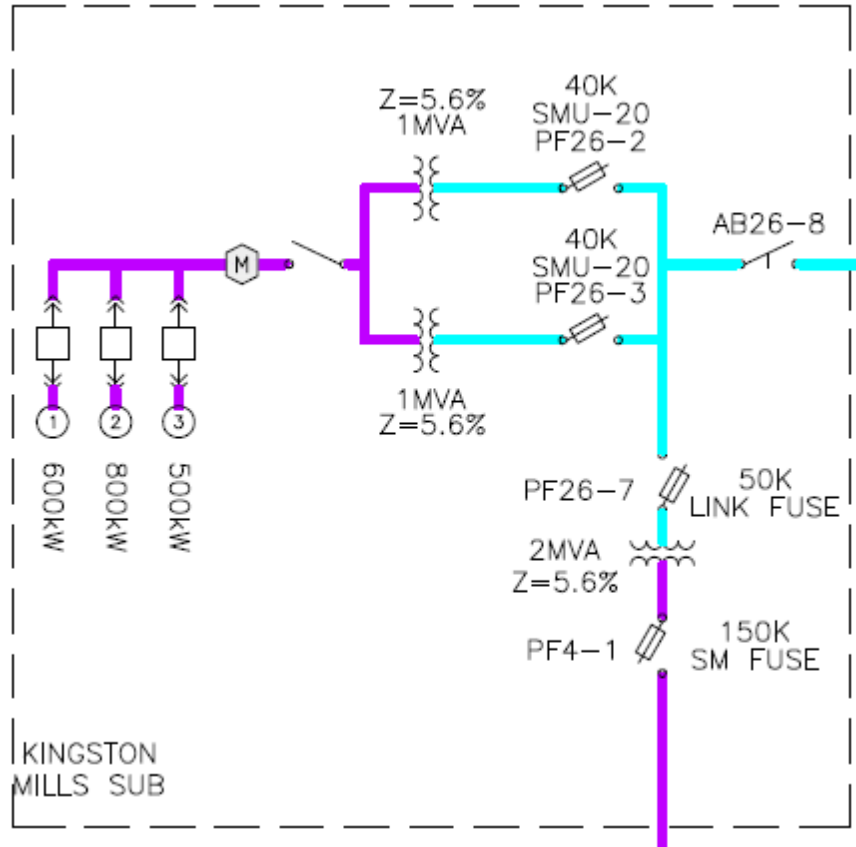 Z=5.6%
1MVA
40K
SMU-20
PF26-2
AB26-8
40K
SMU-20
PF26-3
M
1MVA
Z=5.6%
1
2
3
600kW
800kW
500kW
PF26-7
50K
LINK FUSE
2MVA
Z=5.6%
PF4-1
150K
SM FUSE
KINGSTON
MILLS SUB